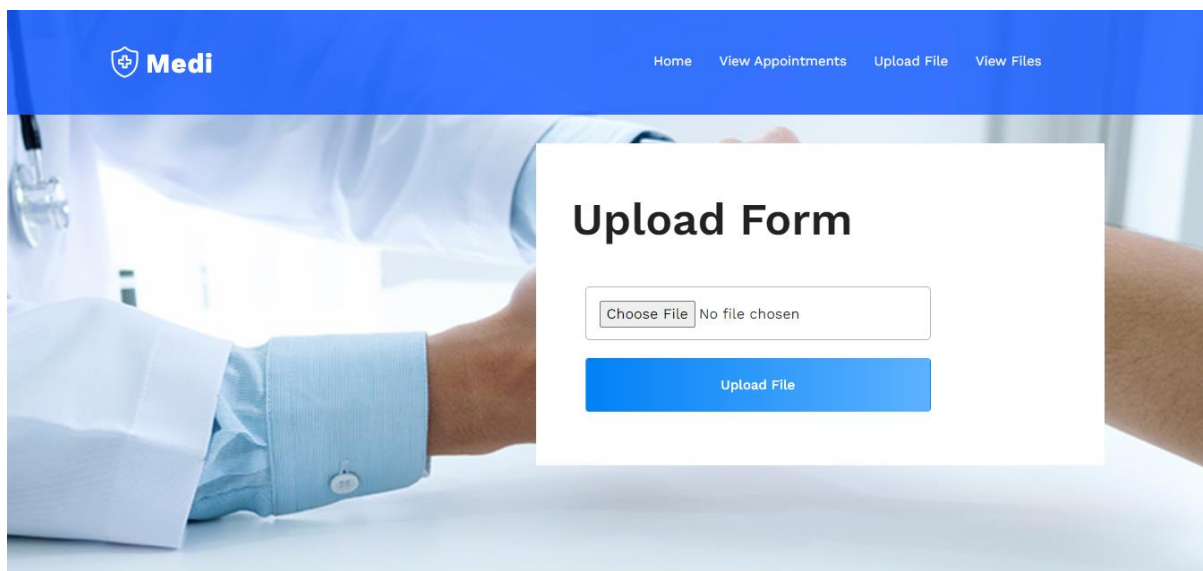 Medi
Home View Appointments Upload File View Files
Upload Form
Choose File No file chosen
Upload File